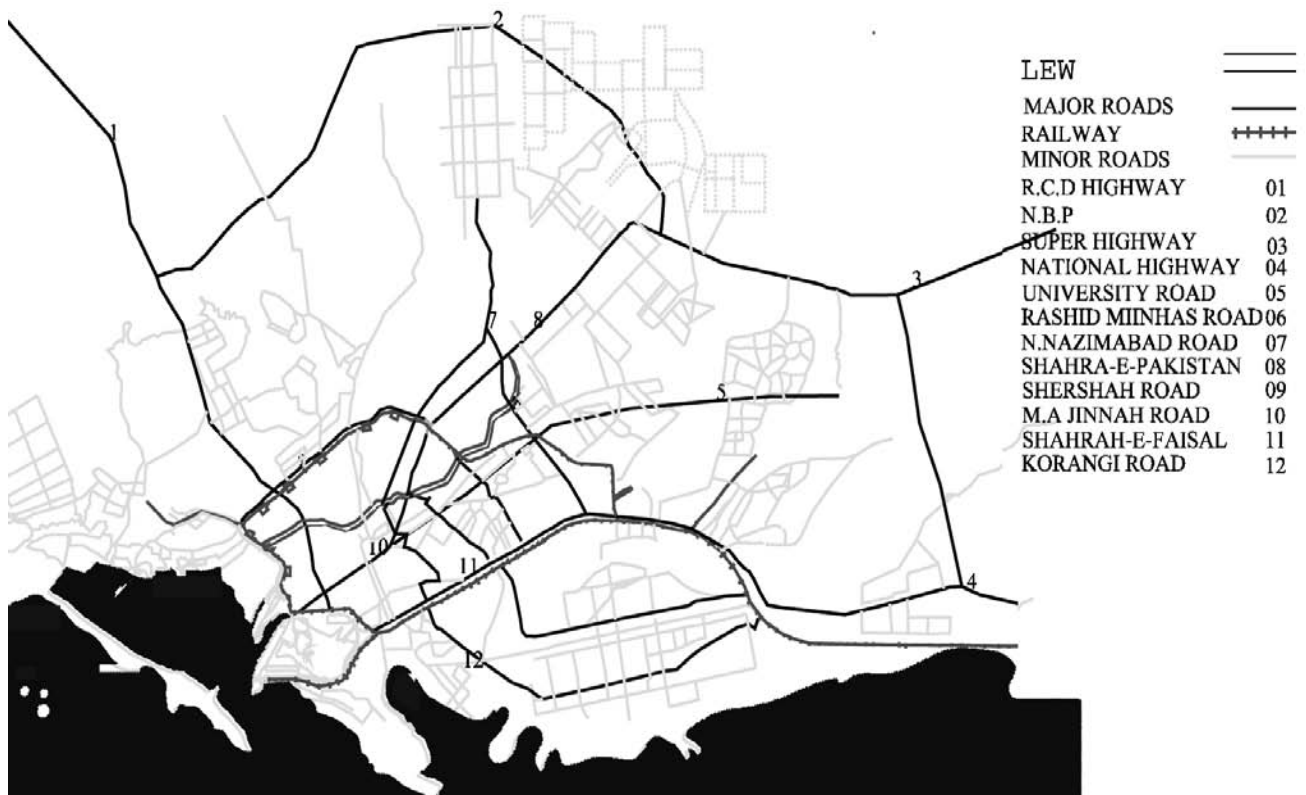 2
1
3
7
8
5
10
11
4
12
LEW
MAJOR ROADS
RAILWAY
MINOR ROADS
R.C.D HIGHWAY 01
N.B.P 02
SUPER HIGHWAY 03
NATIONAL HIGHWAY 04
UNIVERSITY ROAD 05
RASHID MIINHAS ROAD 06
N.NAZIMABAD ROAD 07
SHAHRA-E-PAKISTAN 08
SHERSHAH ROAD 09
M.A JINNAH ROAD 10
SHAHRAH-E-FAISAL 11
KORANGI ROAD 12